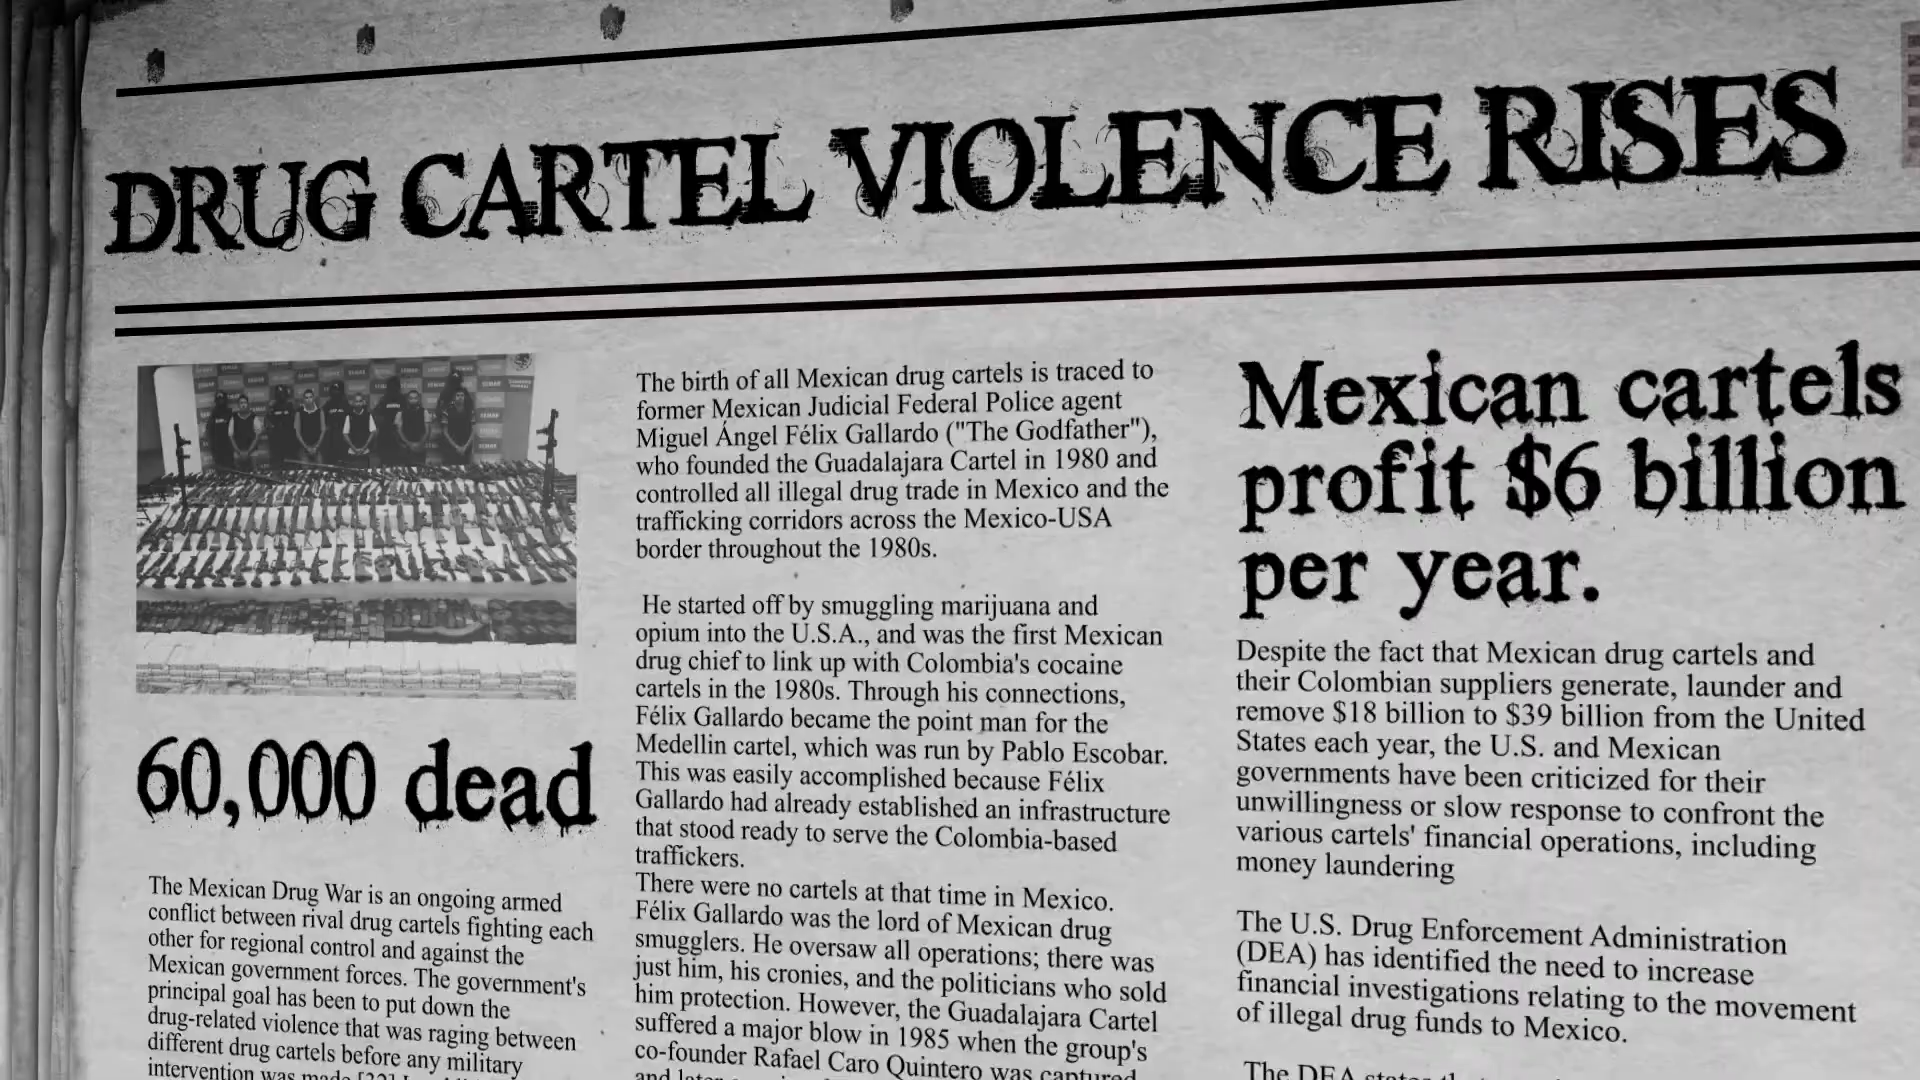 DRUG CARTEL VIOLENCE RISES
60,000 dead
The Mexican Drug War is an ongoing armed
conflict between rival drug cartels fighting each
other for regional control and against the
Mexican government forces. The government's
principal goal has been to put down the
drug-related violence that was raging between
different drug cartels before any military
intervention was made
The birth of all Mexican drug cartels is traced to
former Mexican Judicial Federal Police agent
Miguel Ángel Félix Gallardo ("The Godfather"),
who founded the Guadalajara Cartel in 1980 and
controlled all illegal drug trade in Mexico and the
trafficking corridors across the Mexico-USA
border throughout the 1980s.
He started off by smuggling marijuana and
opium into the U.S.A., and was the first Mexican
drug chief to link up with Colombia's cocaine
cartels in the 1980s. Through his connections,
Félix Gallardo became the point man for the
Medellin cartel, which was run by Pablo Escobar.
This was easily accomplished because Félix
Gallardo had already established an infrastructure
that stood ready to serve the Colombia-based
traffickers.
There were no cartels at that time in Mexico.
Félix Gallardo was the lord of Mexican drug
smugglers. He oversaw all operations; there was
just him, his cronies, and the politicians who sold
him protection. However, the Guadalajara Cartel
suffered a major blow in 1985 when the group's
co-founder Rafael Caro Quintero was captured
Mexican cartels
profit $6 billion
per year.
Despite the fact that Mexican drug cartels and
their Colombian suppliers generate, launder and
remove $18 billion to $39 billion from the United
States each year, the U.S. and Mexican
governments have been criticized for their
unwillingness or slow response to confront the
various cartels' financial operations, including
money laundering
The U.S. Drug Enforcement Administration
(DEA) has identified the need to increase
financial investigations relating to the movement
of illegal drug funds to Mexico.
The DEA